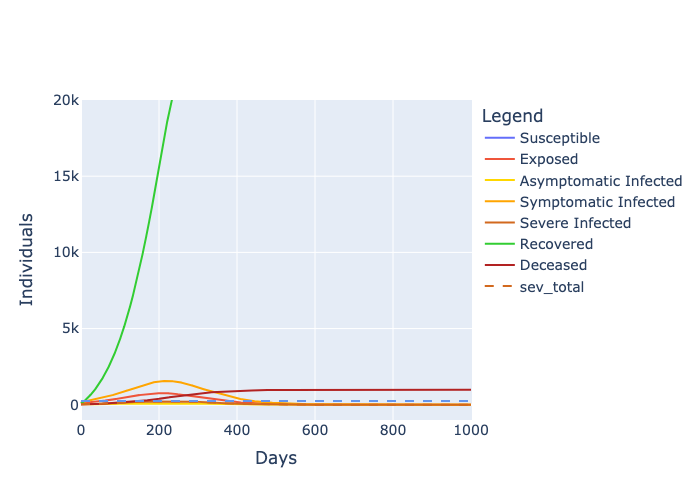 20k
15k
10k
5k
0
Individuals
0
200
400
600
800
1000
Days
Legend
Susceptible
Exposed
Asymptomatic Infected
Symptomatic Infected
Severe Infected
Recovered
Deceased
sev_total